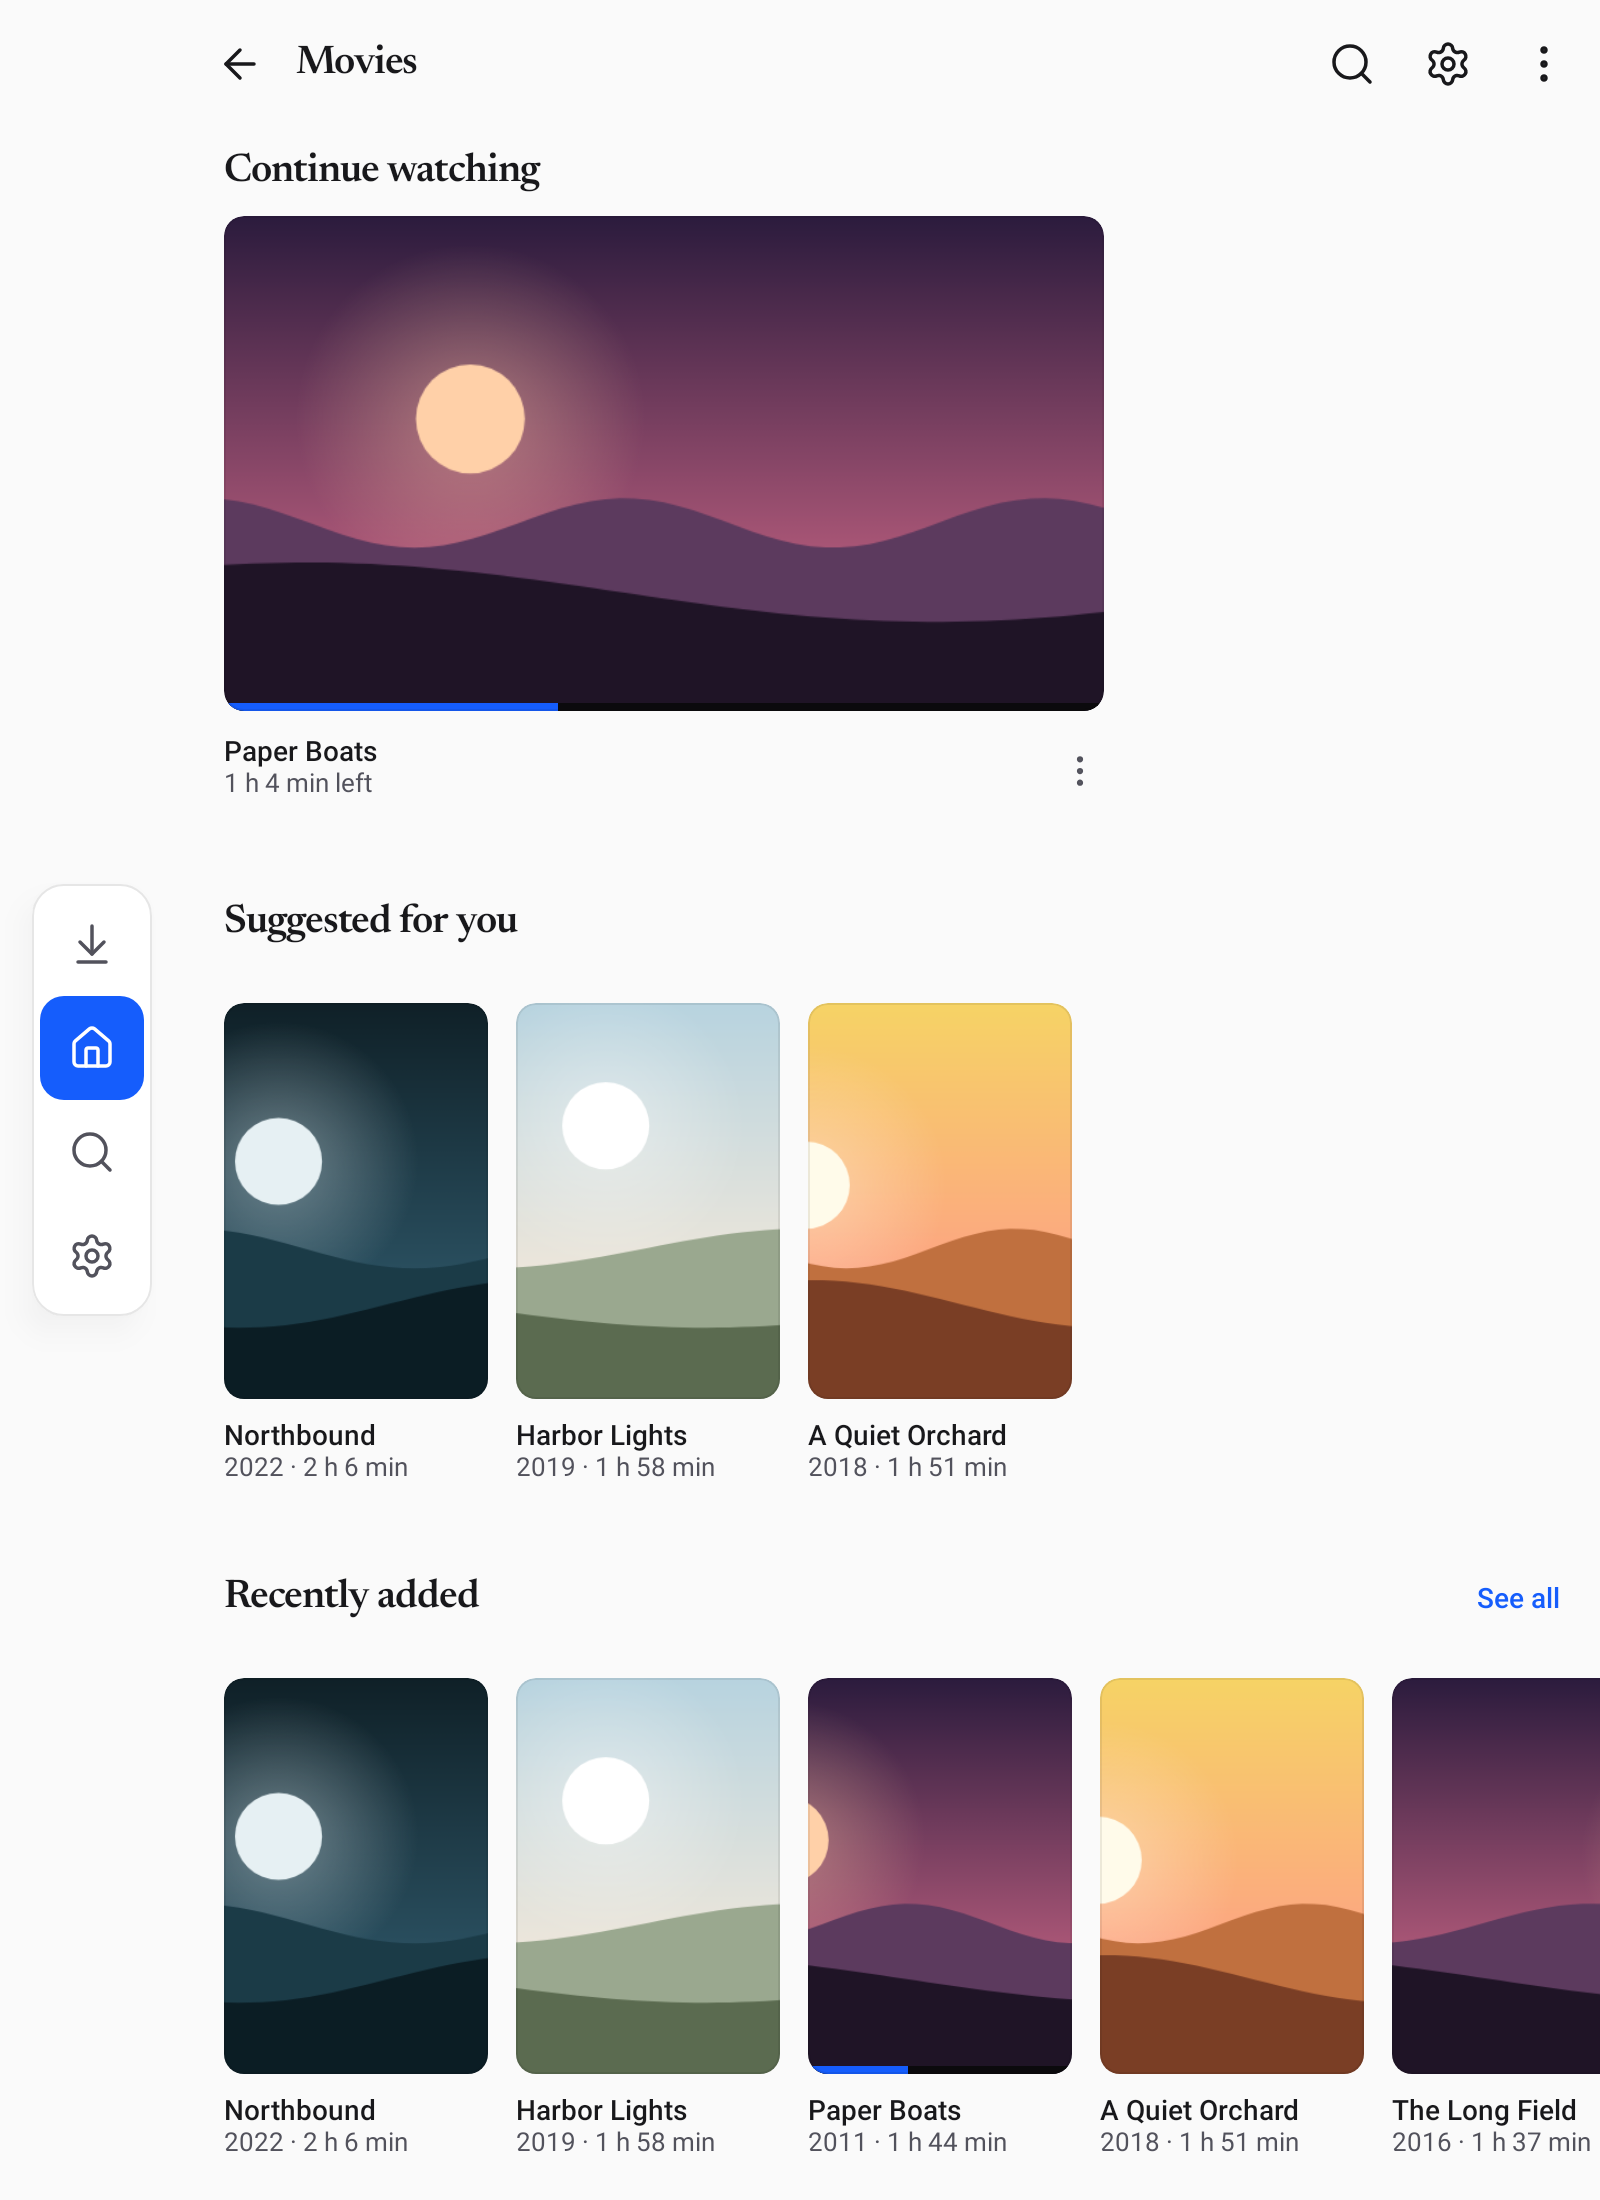 Movies
Continue watching
Paper Boats
1 h 4 min left
Suggested for you
Northbound
2022 · 2 h 6 min
Harbor Lights
2019 · 1 h 58 min
A Quiet Orchard
2018 · 1 h 51 min
Recently added
See all
Northbound
2022 · 2 h 6 min
Harbor Lights
2019 · 1 h 58 min
Paper Boats
2011 · 1 h 44 min
A Quiet Orchard
2018 · 1 h 51 min
The Long Field
2016 · 1 h 37 min